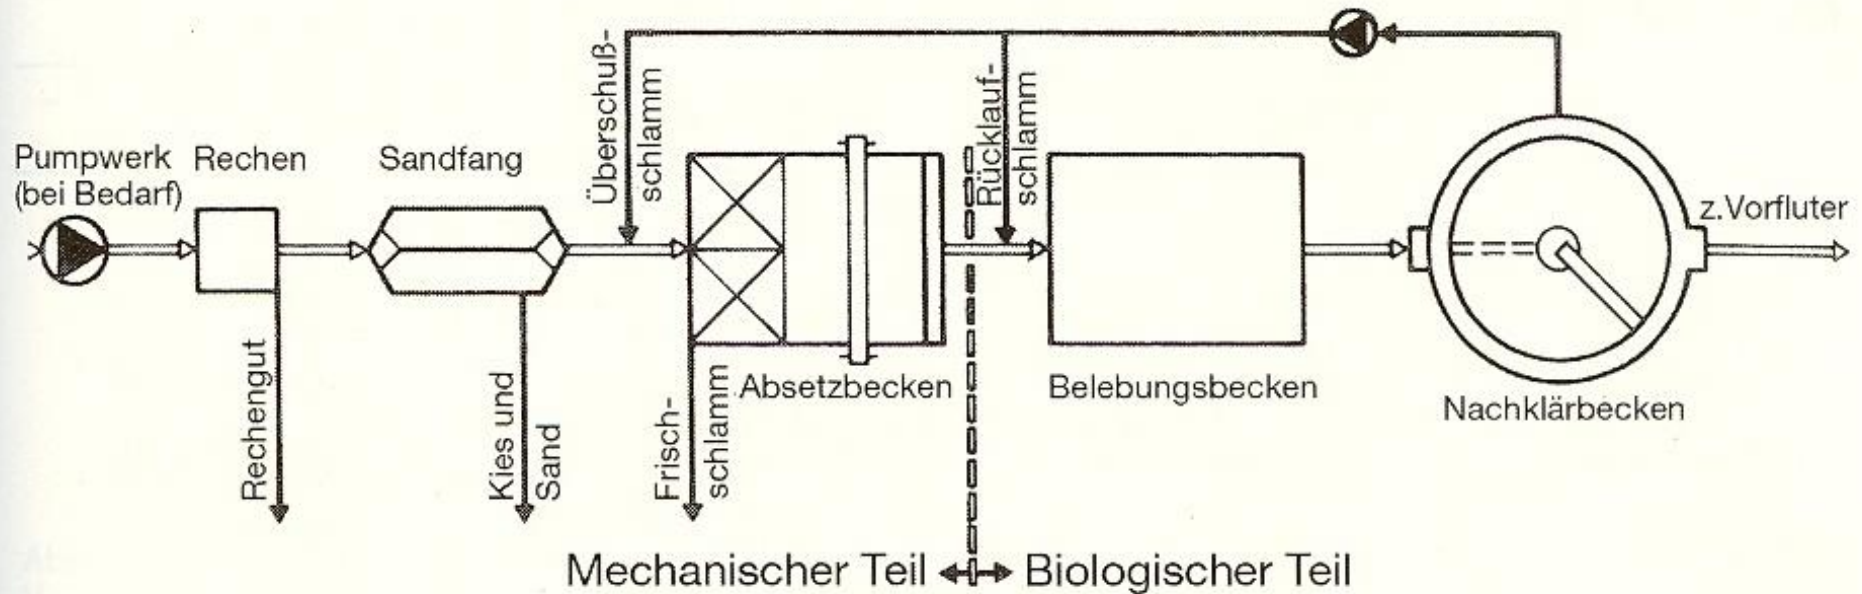 Pumpwerk
(bei Bedarf)
Rechen
Sandfang
Überschuß-
schlamm
Rücklauf-
schlamm
z.Vorfluter
Rechengut
Kies und
Sand
Frisch-
schlamm
Absetzbecken
Belebungsbecken
Nachklärbecken
Mechanischer Teil
Biologischer Teil